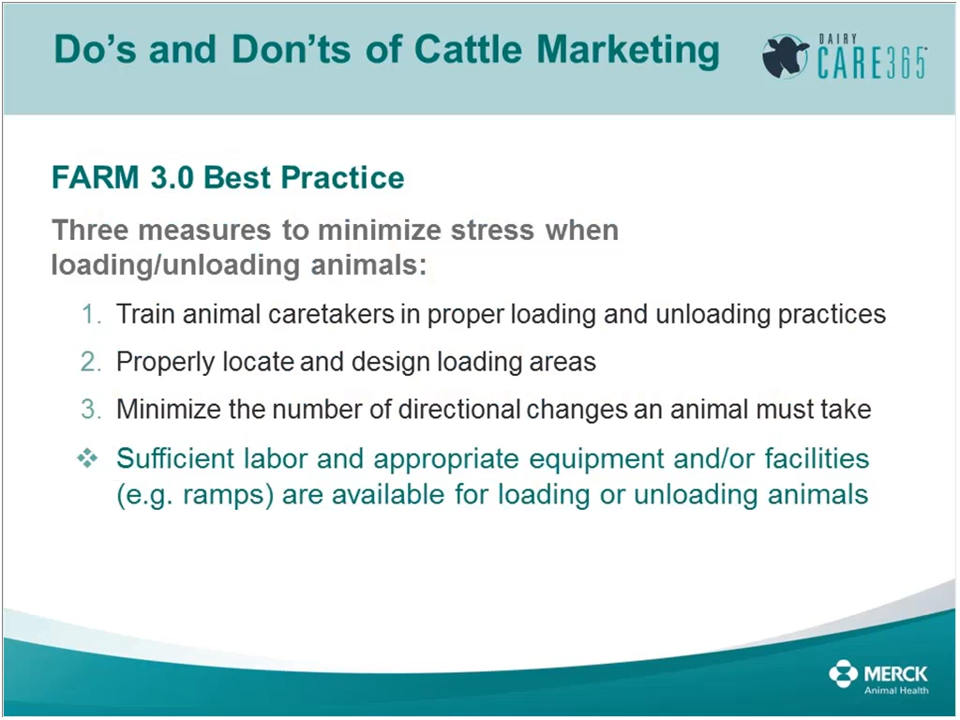 Do’s and Don’ts of Cattle Marketing
DAIRY
CARE365™
FARM 3.0 Best Practice
Three measures to minimize stress when
loading/unloading animals:
1. Train animal caretakers in proper loading and unloading practices
2. Properly locate and design loading areas
3. Minimize the number of directional changes an animal must take
❖ Sufficient labor and appropriate equipment and/or facilities
(e.g. ramps) are available for loading or unloading animals
MERCK
Animal Health